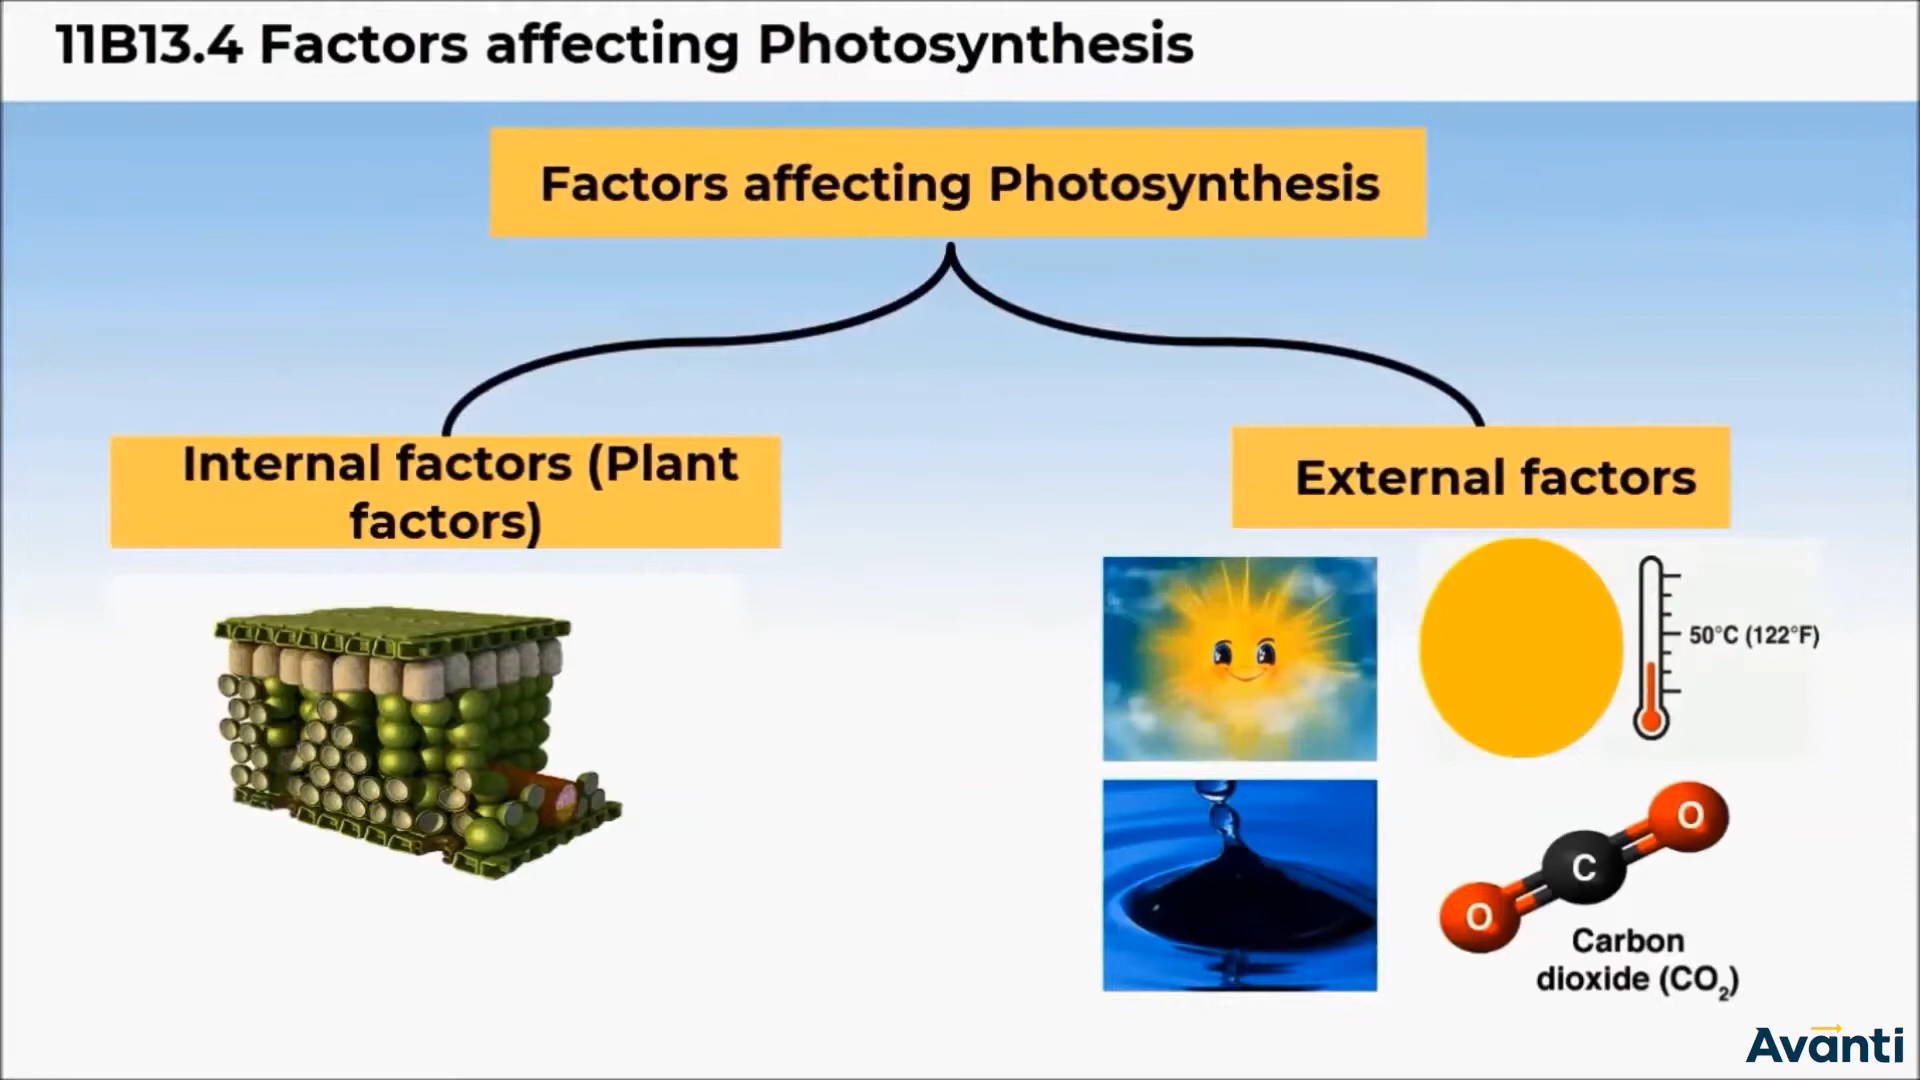 11B13.4 Factors affecting Photosynthesis
Factors affecting Photosynthesis
Internal factors (Plant
factors)
External factors
50°C (122°F)
O
C
O
Carbon
dioxide (CO₂)
Avanti